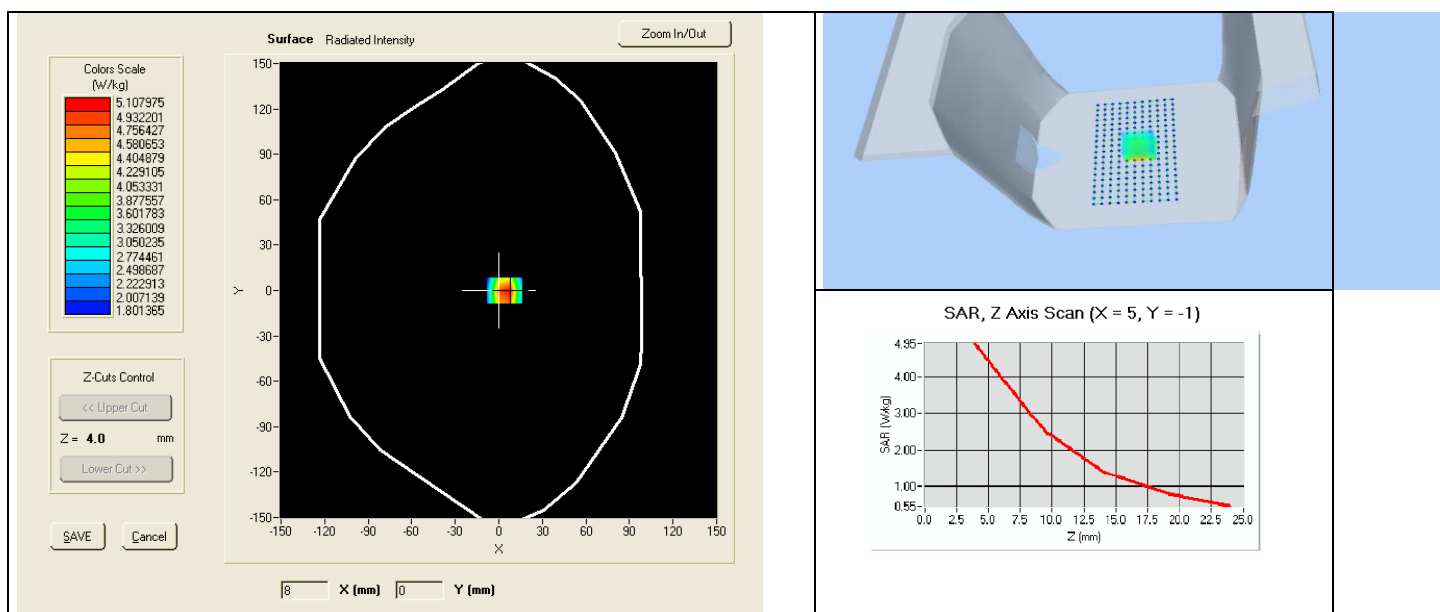 Surface Radiated Intensity
Zoom In/Out
Colors Scale
(W/kg)
5.107975
4.932201
4.756427
4.580653
4.404879
4.229105
4.053331
3.877557
3.601783
3.326009
3.050235
2.774461
2.498687
2.222913
2.007139
1.801365
Z-Cuts Control
<< Upper Cut
Z = 4.0 mm
Lower Cut >>
SAVE Cancel
150
120
90
60
30
0
-30
-60
-90
-120
-150
Y
-150 -120 -90 -60 -30 0 30 60 90 120 150
X
8 X (mm) 0 Y (mm)
SAR, Z Axis Scan (X = 5, Y = -1)
4.95
4.00
3.00
2.00
1.00
0.55
SAR (W/kg)
0.0 2.5 5.0 7.5 10.0 12.5 15.0 17.5 20.0 22.5 25.0
Z (mm)